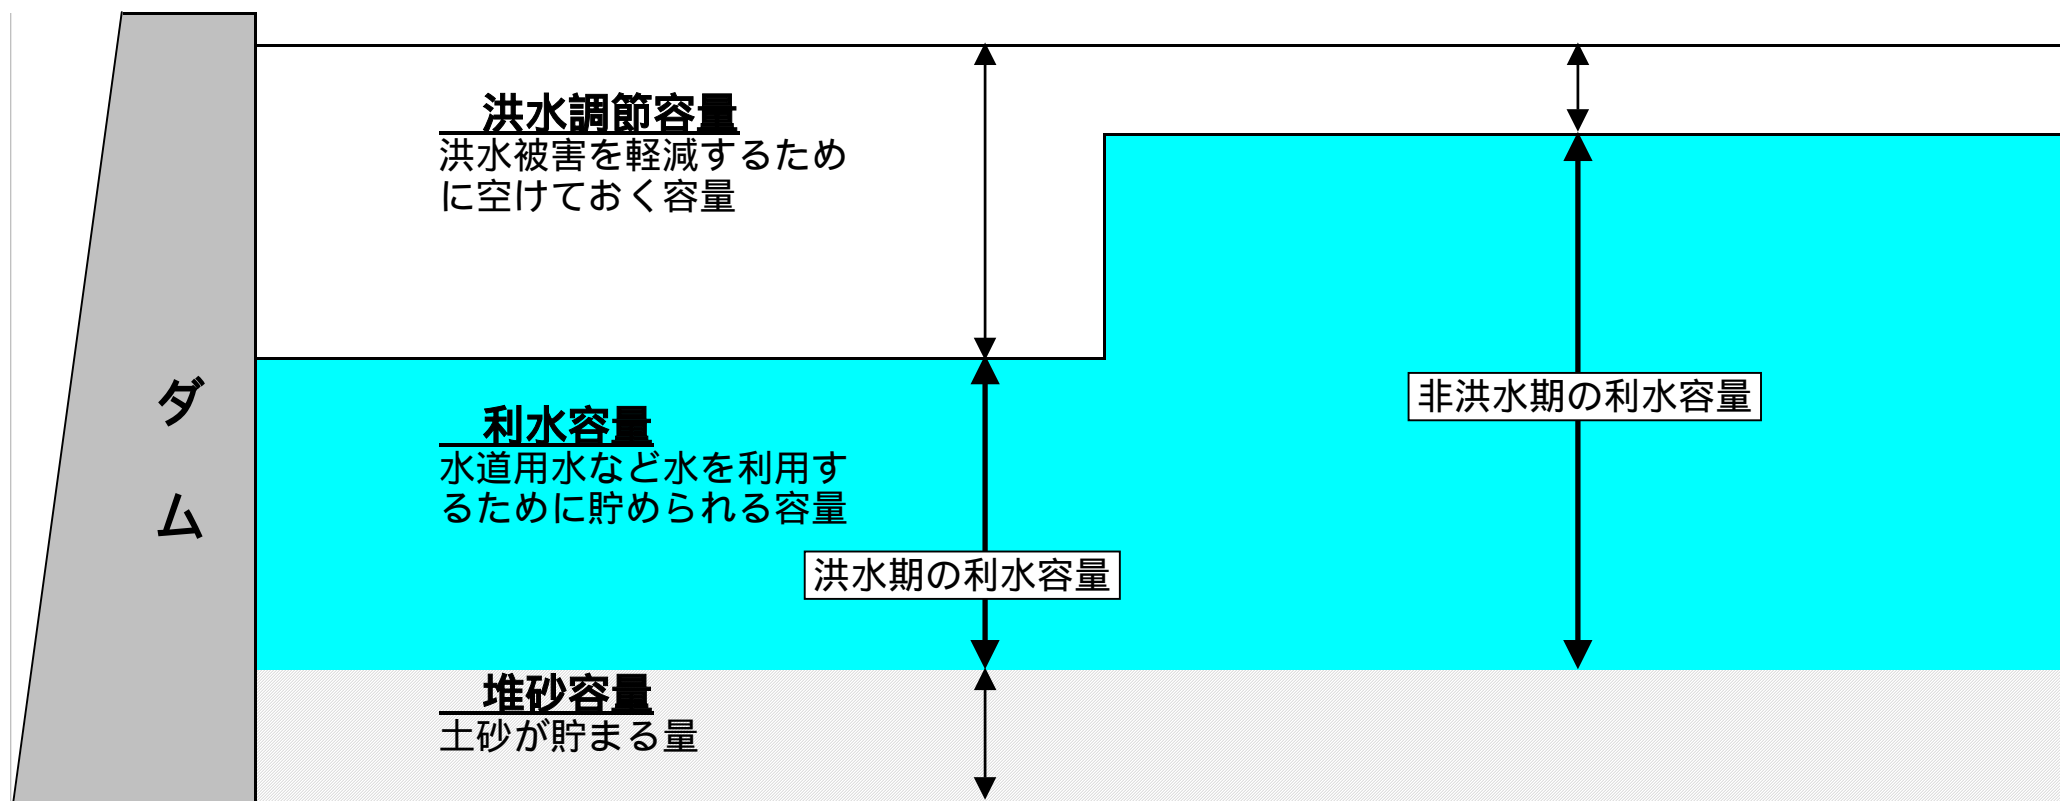 洪水調節容量
洪水被害を軽減するため
に空けておく容量
ダム
利水容量
水道用水など水を利用す
るために貯められる容量
非洪水期の利水容量
洪水期の利水容量
堆砂容量
土砂が貯まる量